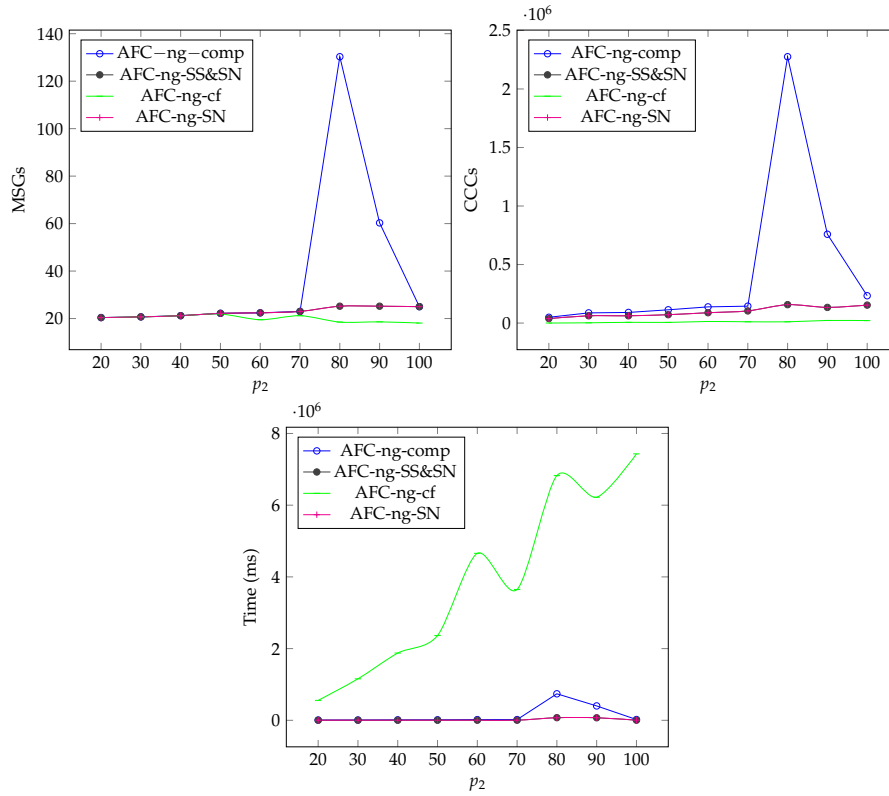 140
120
100
80
60
40
20
MSGs
AFC−ng−comp
AFC-ng-SS&SN
AFC-ng-cf
AFC-ng-SN
20 30 40 50 60 70 80 90 100
p2
·10^6
2.5
2
1.5
1
0.5
0
CCCs
AFC-ng-comp
AFC-ng-SS&SN
AFC-ng-cf
AFC-ng-SN
20 30 40 50 60 70 80 90 100
p2
·10^6
8
6
4
2
0
Time (ms)
AFC-ng-comp
AFC-ng-SS&SN
AFC-ng-cf
AFC-ng-SN
20 30 40 50 60 70 80 90 100
p2